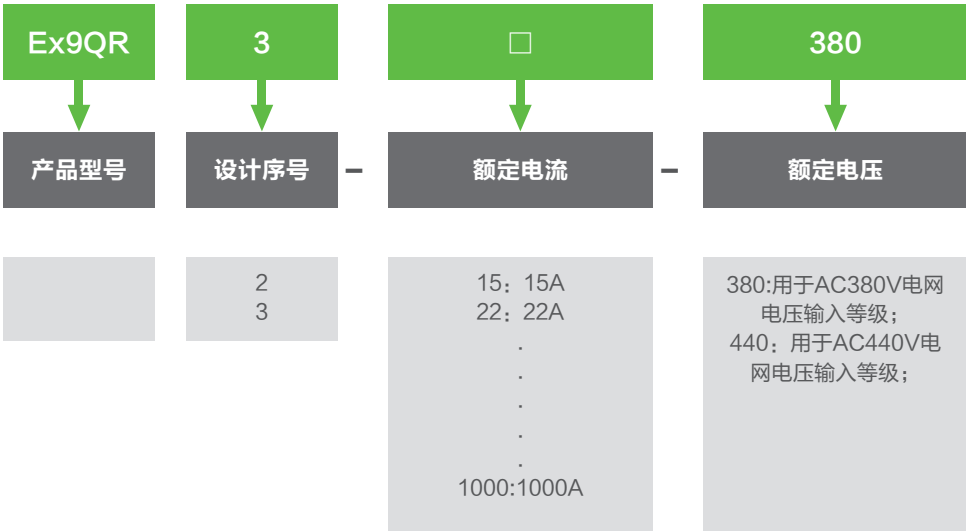 Ex9QR 3 □ 380
产品型号 设计序号 – 额定电流 – 额定电压
2
3
15：15A
22：22A
.
.
.
.
.
1000:1000A
380:用于AC380V电网
电压输入等级；
440：用于AC440V电
网电压输入等级；